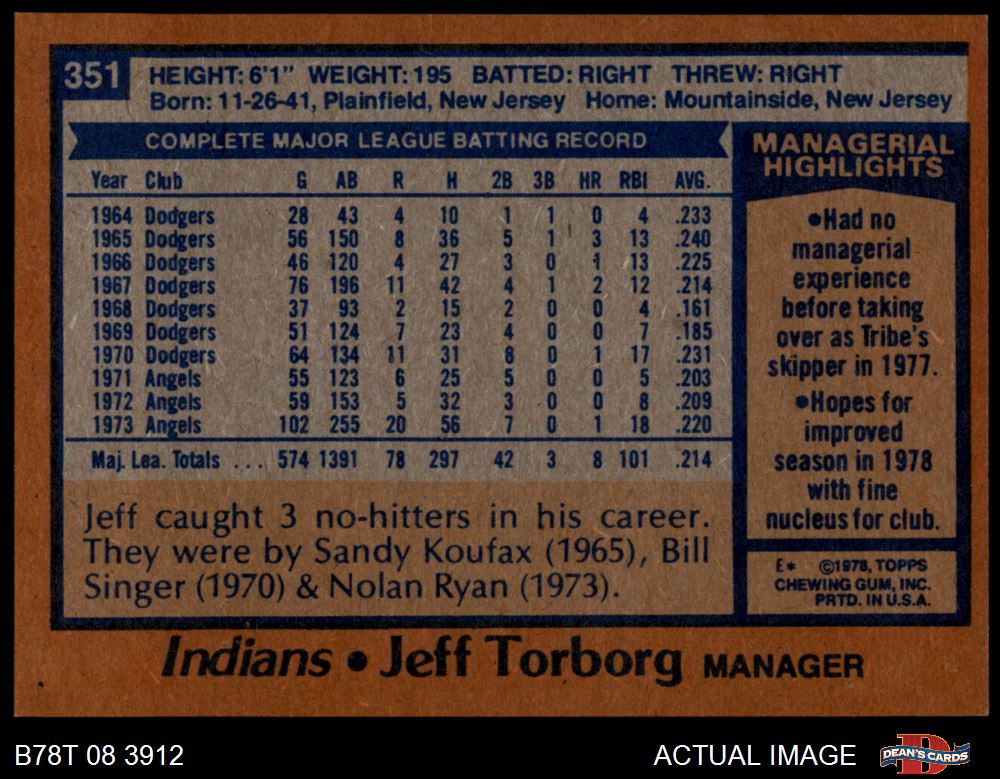 351
HEIGHT: 6'1" WEIGHT: 195 BATTED: RIGHT THREW: RIGHT
Born: 11-26-41, Plainfield, New Jersey Home: Mountainside, New Jersey
COMPLETE MAJOR LEAGUE BATTING RECORD
Year Club G AB R H 2B 3B HR RBI AVG.
1964 Dodgers 28 43 4 10 1 1 0 4 .233
1965 Dodgers 56 150 8 36 5 1 3 13 .240
1966 Dodgers 46 120 4 27 3 0 1 13 .225
1967 Dodgers 76 196 11 42 4 1 2 12 .214
1968 Dodgers 37 93 2 15 2 0 0 4 .161
1969 Dodgers 51 124 7 23 4 0 0 7 .185
1970 Dodgers 64 134 11 31 8 0 1 17 .231
1971 Angels 55 123 6 25 5 0 0 5 .203
1972 Angels 59 153 5 32 3 0 0 8 .209
1973 Angels 102 255 20 56 7 0 1 18 .220
Maj. Lea. Totals ... 574 1391 78 297 42 3 8 101 .214
Jeff caught 3 no-hitters in his career.
They were by Sandy Koufax (1965), Bill
Singer (1970) & Nolan Ryan (1973).
MANAGERIAL
HIGHLIGHTS
•Had no
managerial
experience
before taking
over as Tribe's
skipper in 1977.
•Hopes for
improved
season in 1978
with fine
nucleus for club.
E* ©1978, TOPPS
CHEWING GUM, INC.
PRTD. IN U.S.A.
Indians • Jeff Torborg MANAGER
B78T 08 3912
ACTUAL IMAGE
DEAN'S CARDS